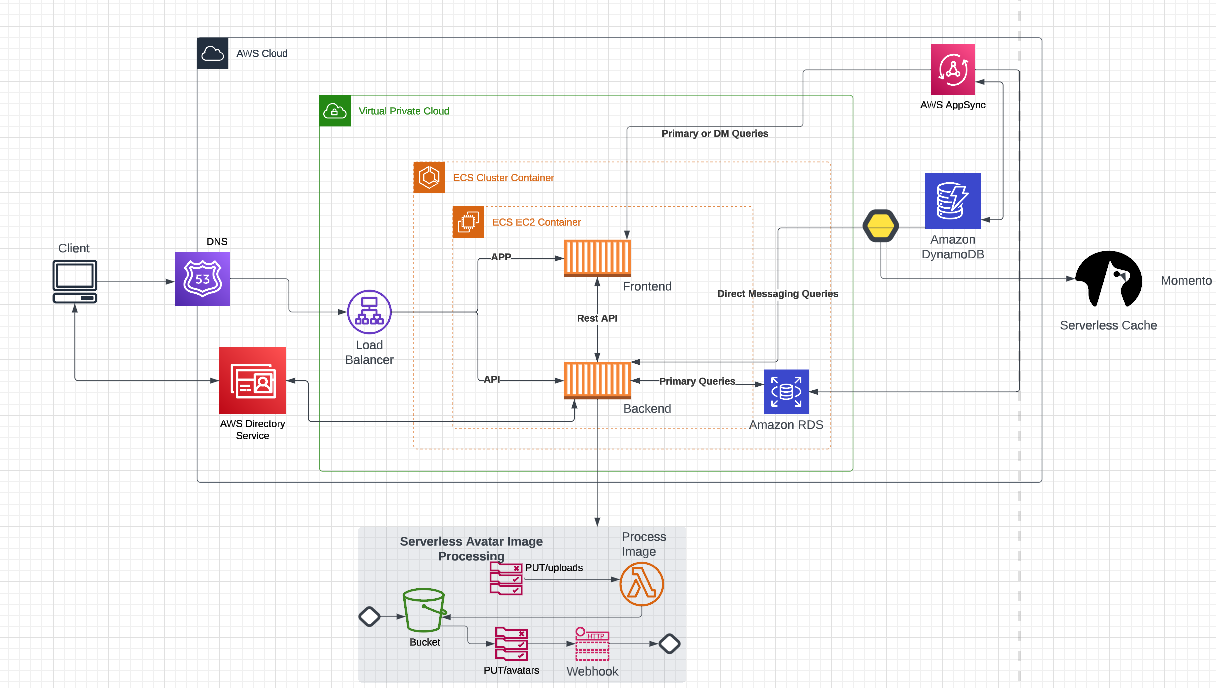 AWS Cloud
AWS AppSync
Virtual Private Cloud
Primary or DM Queries
ECS Cluster Container
ECS EC2 Container
Client
DNS
53
APP
Frontend
Amazon
DynamoDB
Momento
Serverless Cache
Direct Messaging Queries
Rest API
Load
Balancer
API
Primary Queries
Backend
Amazon RDS
AWS Directory
Service
Serverless Avatar Image
Processing
Process
Image
PUT/uploads
Bucket
HTTP
PUT/avatars
Webhook